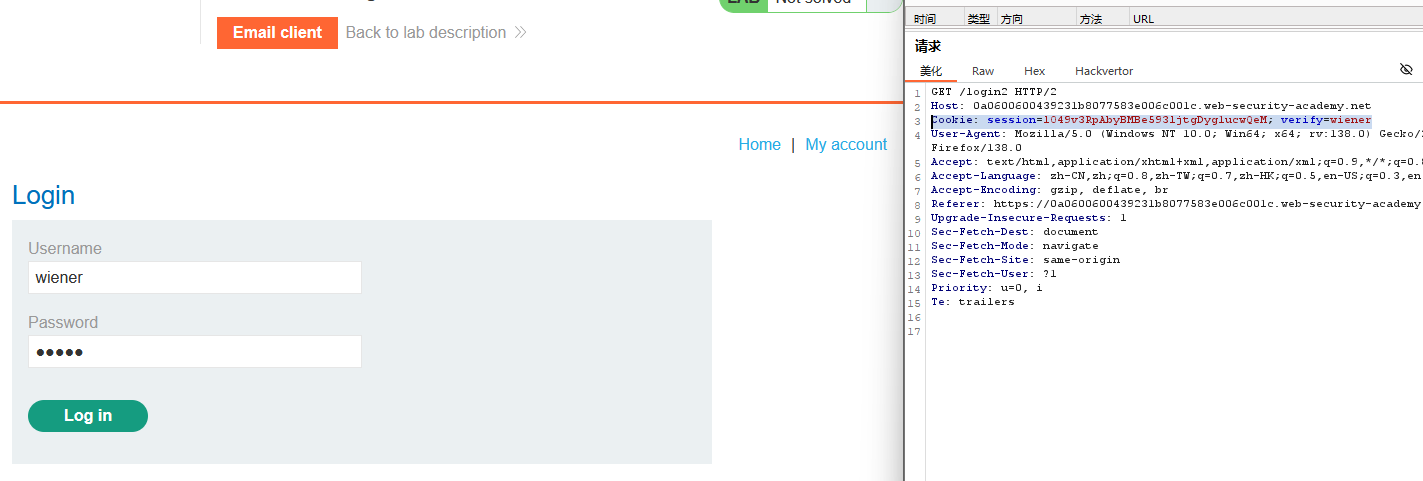 LAB Not solved
Email client Back to lab description
Home | My account
Login
Username
wiener
Password
Log in
时间 类型 方向 方法 URL
请求
美化 Raw Hex Hackvertor
1 GET /login2 HTTP/2
2 Host: 0a0600600439231b8077583e006c001c.web-security-academy.net
3 Cookie: session=1049v3RpAbyBMBe593ljtgDyglucwQeM; verify=wiener
4 User-Agent: Mozilla/5.0 (Windows NT 10.0; Win64; x64; rv:138.0) Gecko/
Firefox/138.0
5 Accept: text/html,application/xhtml+xml,application/xml;q=0.9,*/*;q=0.8
6 Accept-Language: zh-CN,zh;q=0.8,zh-TW;q=0.7,zh-HK;q=0.5,en-US;q=0.3,en
7 Accept-Encoding: gzip, deflate, br
8 Referer: https://0a0600600439231b8077583e006c001c.web-security-academy
9 Upgrade-Insecure-Requests: 1
10 Sec-Fetch-Dest: document
11 Sec-Fetch-Mode: navigate
12 Sec-Fetch-Site: same-origin
13 Sec-Fetch-User: ?1
14 Priority: u=0, i
15 Te: trailers
16
17